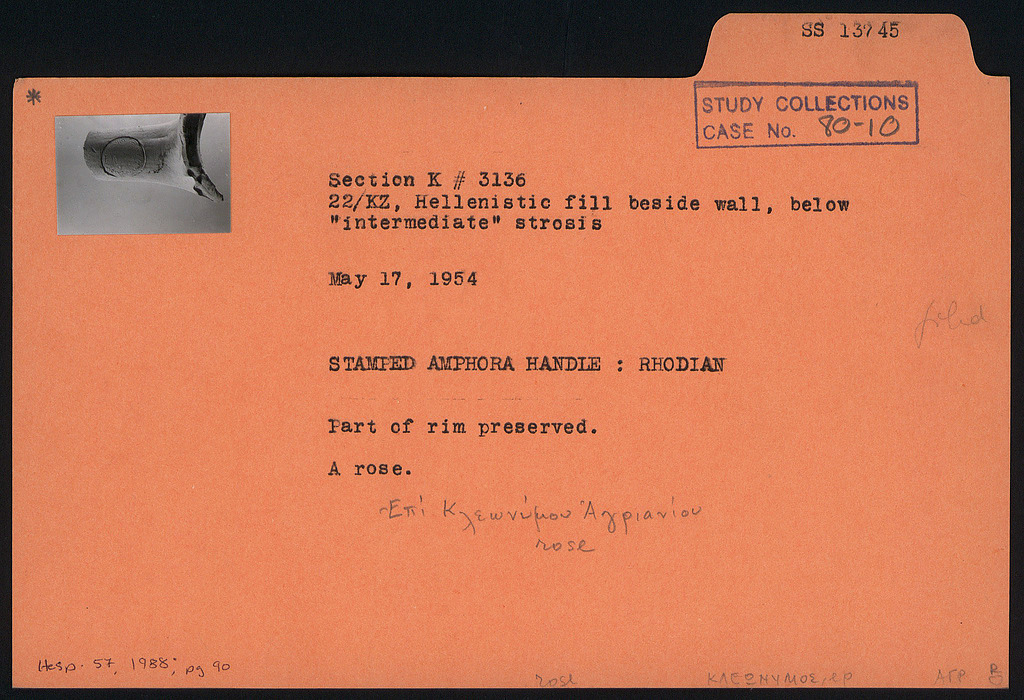 SS 13745
*
STUDY COLLECTIONS
CASE No. 80-10
Section K # 3136
22/KZ, Hellenistic fill beside wall, below
"intermediate" strosis
May 17, 1954
filed
STAMPED AMPHORA HANDLE : RHODIAN
Part of rim preserved.
A rose.
Ἐπὶ Κλεωνύμου Ἀγριανίου
rose
Hesp. 57, 1988; pg 90
rose
ΑΓΡ